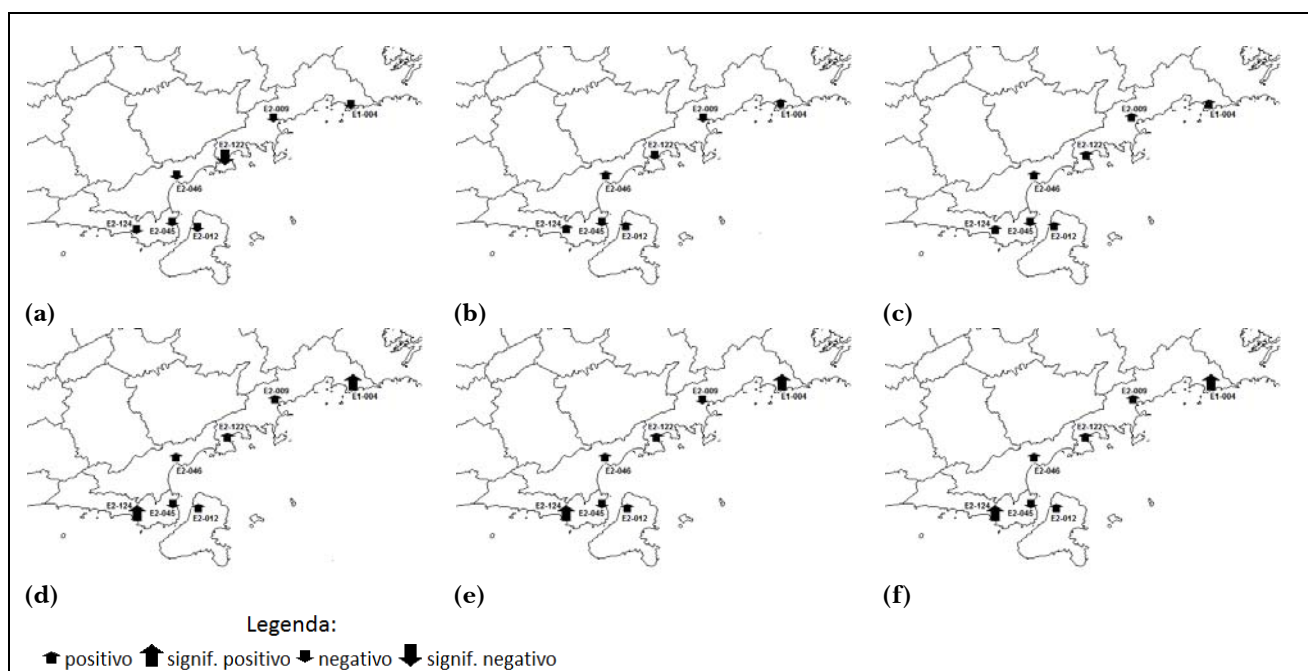 E2-009
E1-004
E2-122
E2-046
E2-124
E2-045
E2-012
(a)
E2-009
E1-004
E2-122
E2-046
E2-124
E2-045
E2-012
(b)
E2-009
E1-004
E2-122
E2-046
E2-124
E2-045
E2-012
(c)
E2-009
E1-004
E2-122
E2-046
E2-124
E2-045
E2-012
(d)
E2-009
E1-004
E2-122
E2-046
E2-124
E2-045
E2-012
(e)
E2-009
E1-004
E2-122
E2-046
E2-124
E2-045
E2-012
(f)
Legenda:
positivo signif. positivo negativo signif. negativo